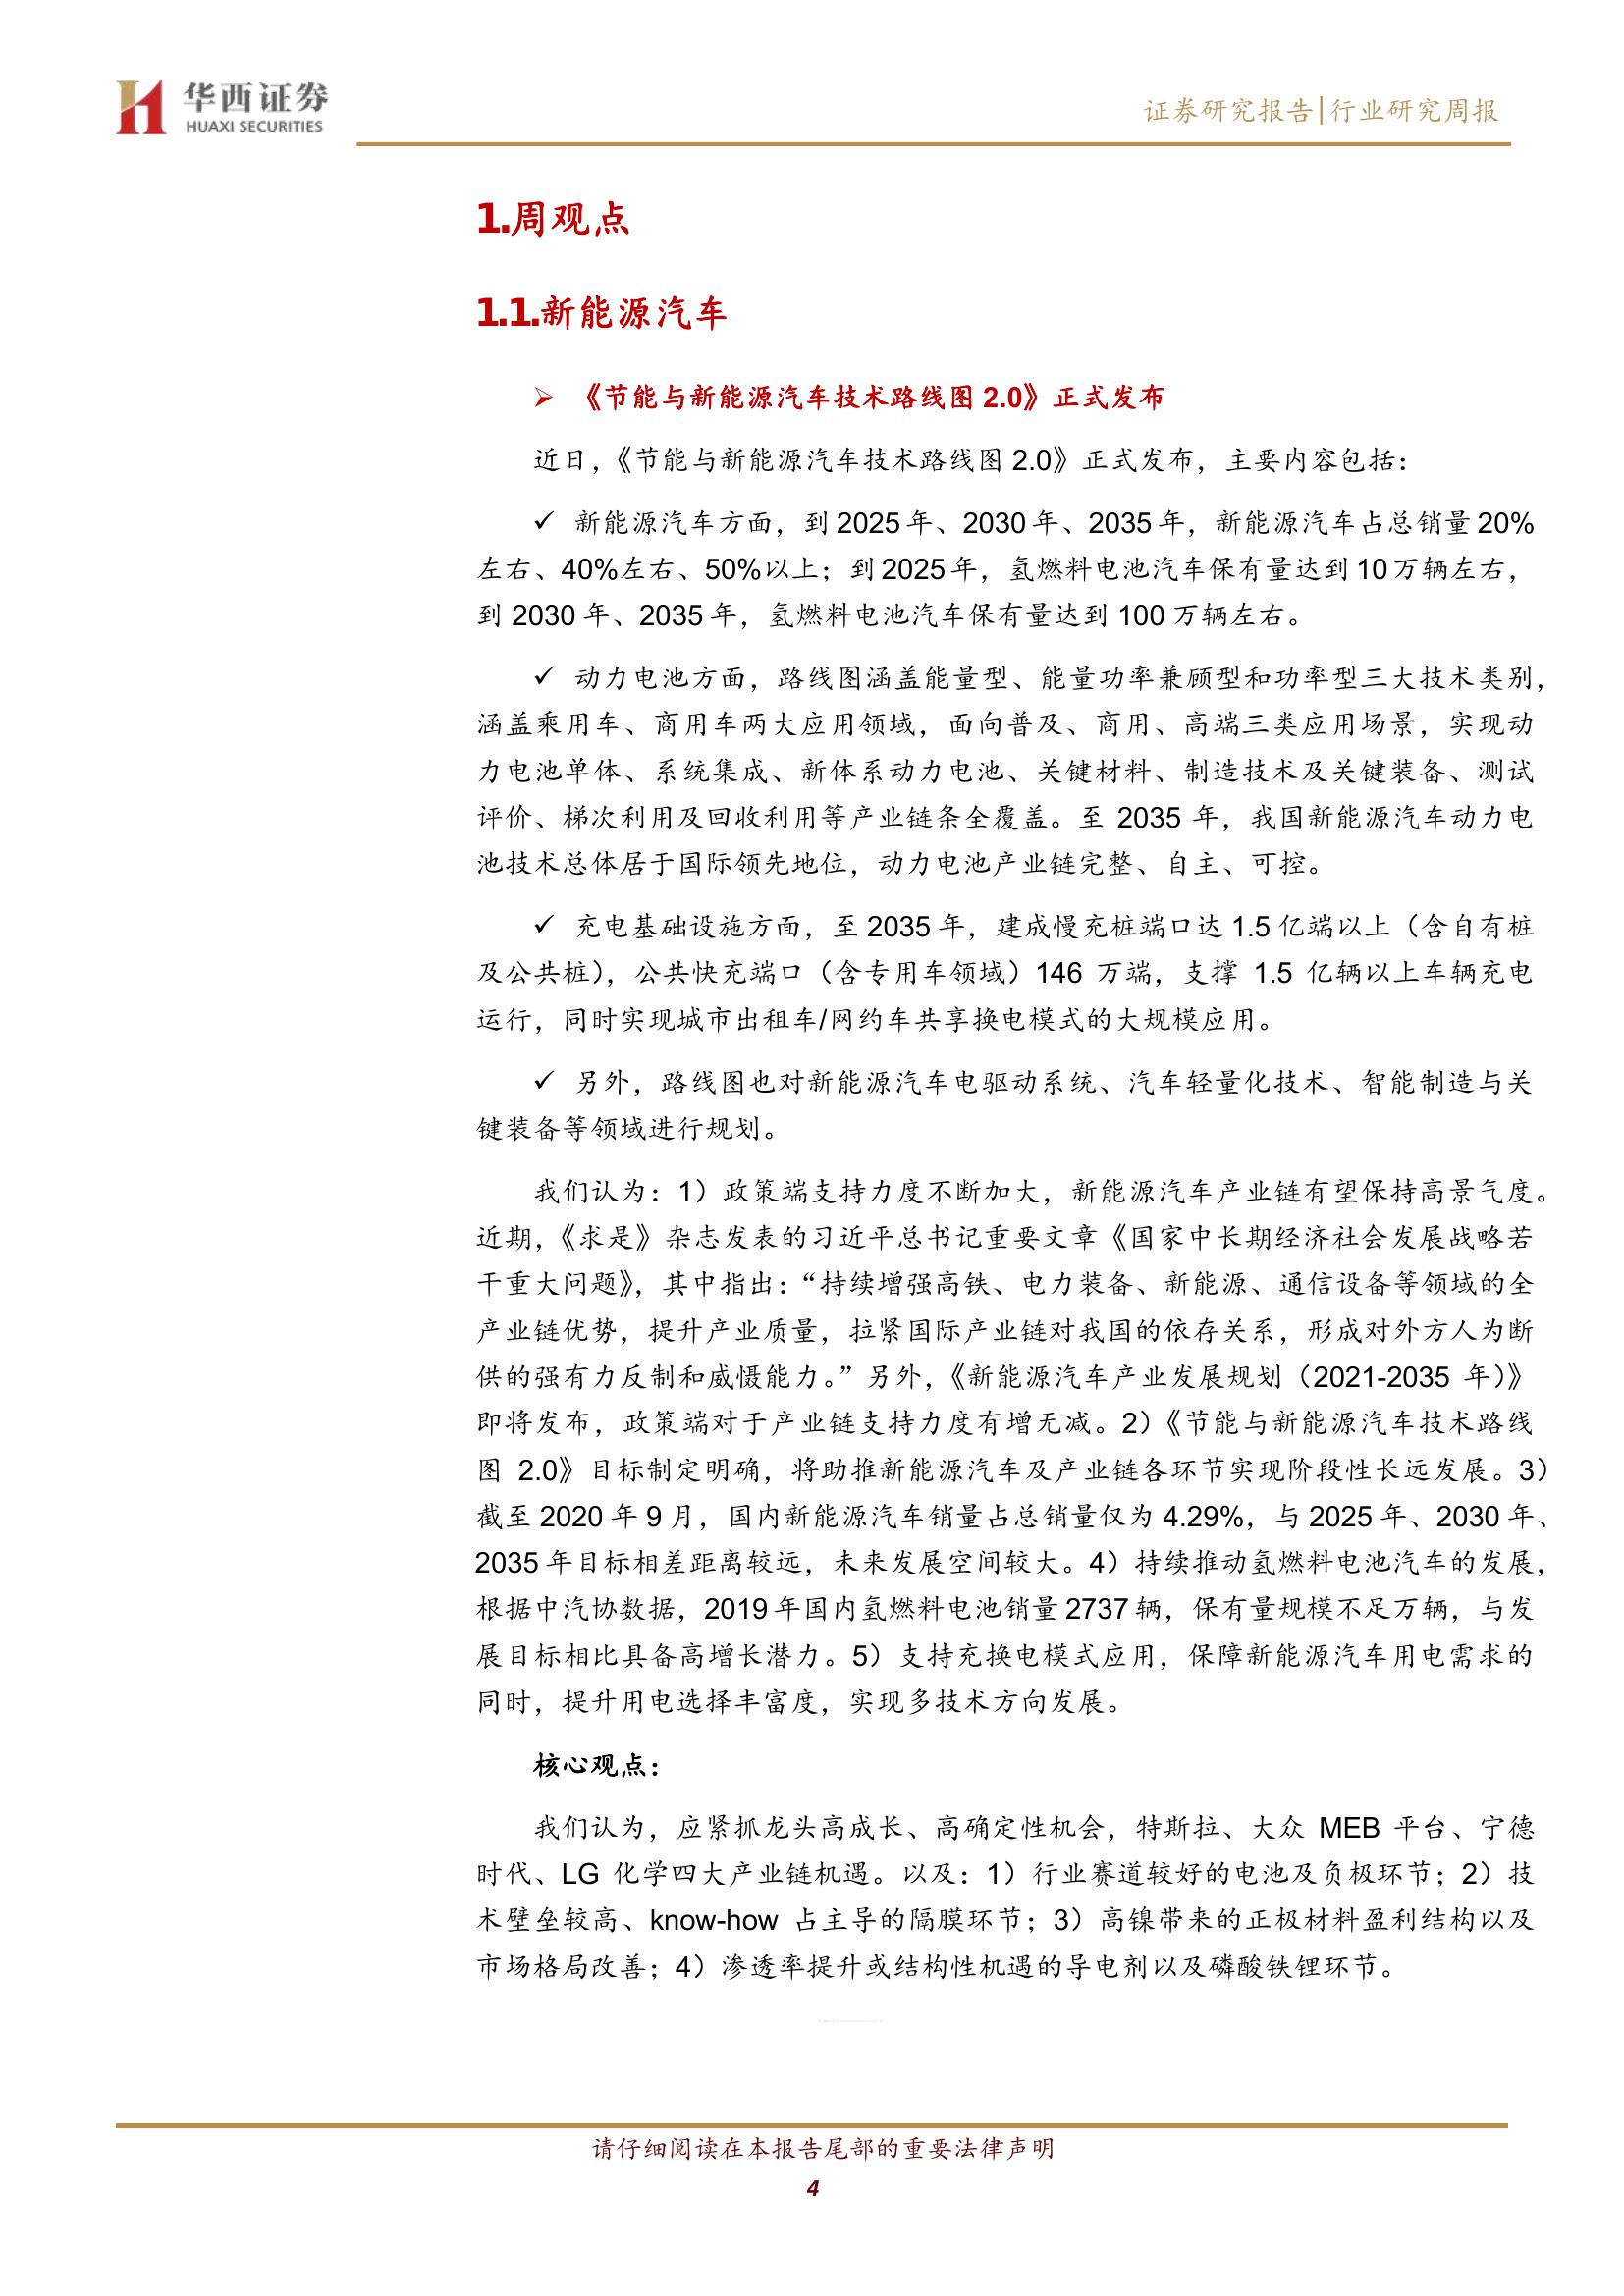 华西证券
HUAXI SECURITIES
证券研究报告|行业研究周报
1.周观点
1.1.新能源汽车
➢ 《节能与新能源汽车技术路线图 2.0》正式发布
近日，《节能与新能源汽车技术路线图 2.0》正式发布，主要内容包括：
✓ 新能源汽车方面，到 2025 年、2030 年、2035 年，新能源汽车占总销量 20%
左右、40%左右、50%以上；到 2025 年，氢燃料电池汽车保有量达到 10 万辆左右，
到 2030 年、2035 年，氢燃料电池汽车保有量达到 100 万辆左右。
✓ 动力电池方面，路线图涵盖能量型、能量功率兼顾型和功率型三大技术类别，
涵盖乘用车、商用车两大应用领域，面向普及、商用、高端三类应用场景，实现动
力电池单体、系统集成、新体系动力电池、关键材料、制造技术及关键装备、测试
评价、梯次利用及回收利用等产业链条全覆盖。至 2035 年，我国新能源汽车动力电
池技术总体居于国际领先地位，动力电池产业链完整、自主、可控。
✓ 充电基础设施方面，至 2035 年，建成慢充桩端口达 1.5 亿端以上（含自有桩
及公共桩），公共快充端口（含专用车领域）146 万端，支撑 1.5 亿辆以上车辆充电
运行，同时实现城市出租车/网约车共享换电模式的大规模应用。
✓ 另外，路线图也对新能源汽车电驱动系统、汽车轻量化技术、智能制造与关
键装备等领域进行规划。
我们认为：1）政策端支持力度不断加大，新能源汽车产业链有望保持高景气度。
近期，《求是》杂志发表的习近平总书记重要文章《国家中长期经济社会发展战略若
干重大问题》，其中指出：“持续增强高铁、电力装备、新能源、通信设备等领域的全
产业链优势，提升产业质量，拉紧国际产业链对我国的依存关系，形成对外方人为断
供的强有力反制和威慑能力。”另外，《新能源汽车产业发展规划（2021-2035 年）》
即将发布，政策端对于产业链支持力度有增无减。2）《节能与新能源汽车技术路线
图 2.0》目标制定明确，将助推新能源汽车及产业链各环节实现阶段性长远发展。3）
截至 2020 年 9 月，国内新能源汽车销量占总销量仅为 4.29%，与 2025 年、2030 年、
2035 年目标相差距离较远，未来发展空间较大。4）持续推动氢燃料电池汽车的发展，
根据中汽协数据，2019 年国内氢燃料电池销量 2737 辆，保有量规模不足万辆，与发
展目标相比具备高增长潜力。5）支持充换电模式应用，保障新能源汽车用电需求的
同时，提升用电选择丰富度，实现多技术方向发展。
核心观点：
我们认为，应紧抓龙头高成长、高确定性机会，特斯拉、大众 MEB 平台、宁德
时代、LG 化学四大产业链机遇。以及：1）行业赛道较好的电池及负极环节；2）技
术壁垒较高、know-how 占主导的隔膜环节；3）高镍带来的正极材料盈利结构以及
市场格局改善；4）渗透率提升或结构性机遇的导电剂以及磷酸铁锂环节。
请仔细阅读在本报告尾部的重要法律声明
4